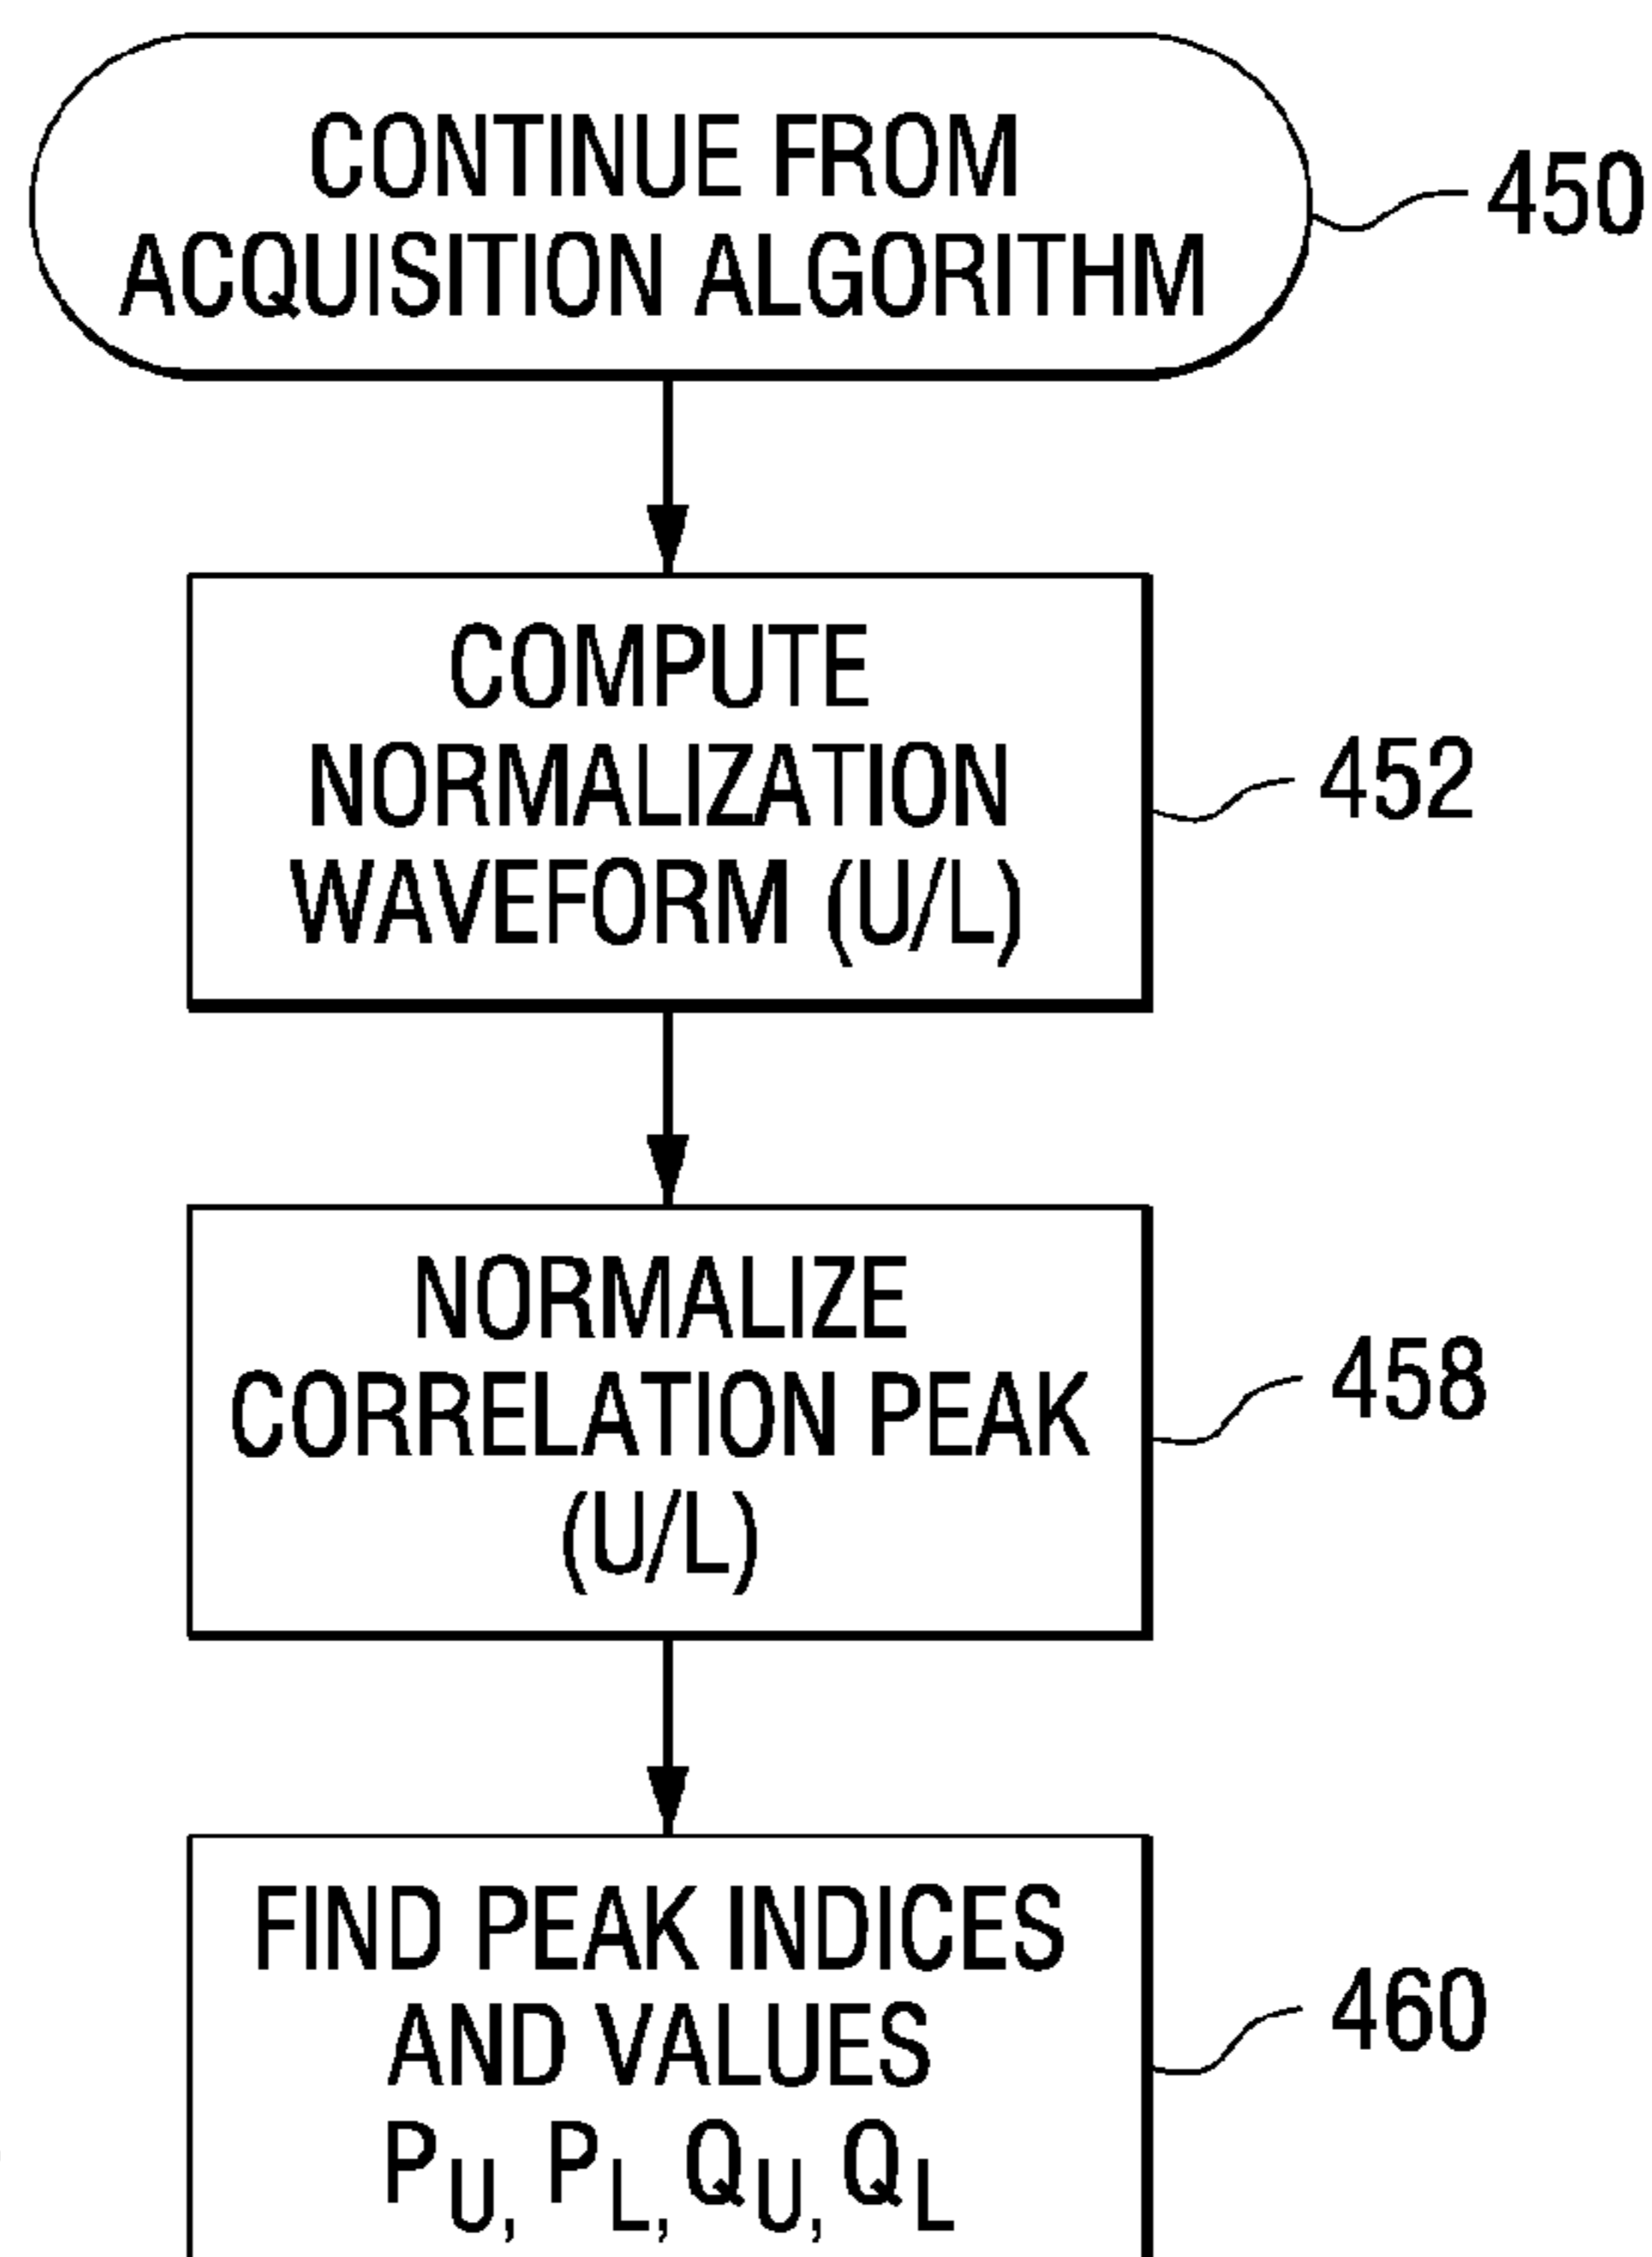 CONTINUE FROM
ACQUISITION ALGORITHM
450
COMPUTE
NORMALIZATION
WAVEFORM (U/L)
452
NORMALIZE
CORRELATION PEAK
(U/L)
458
FIND PEAK INDICES
AND VALUES
PU, PL, QU, QL
460